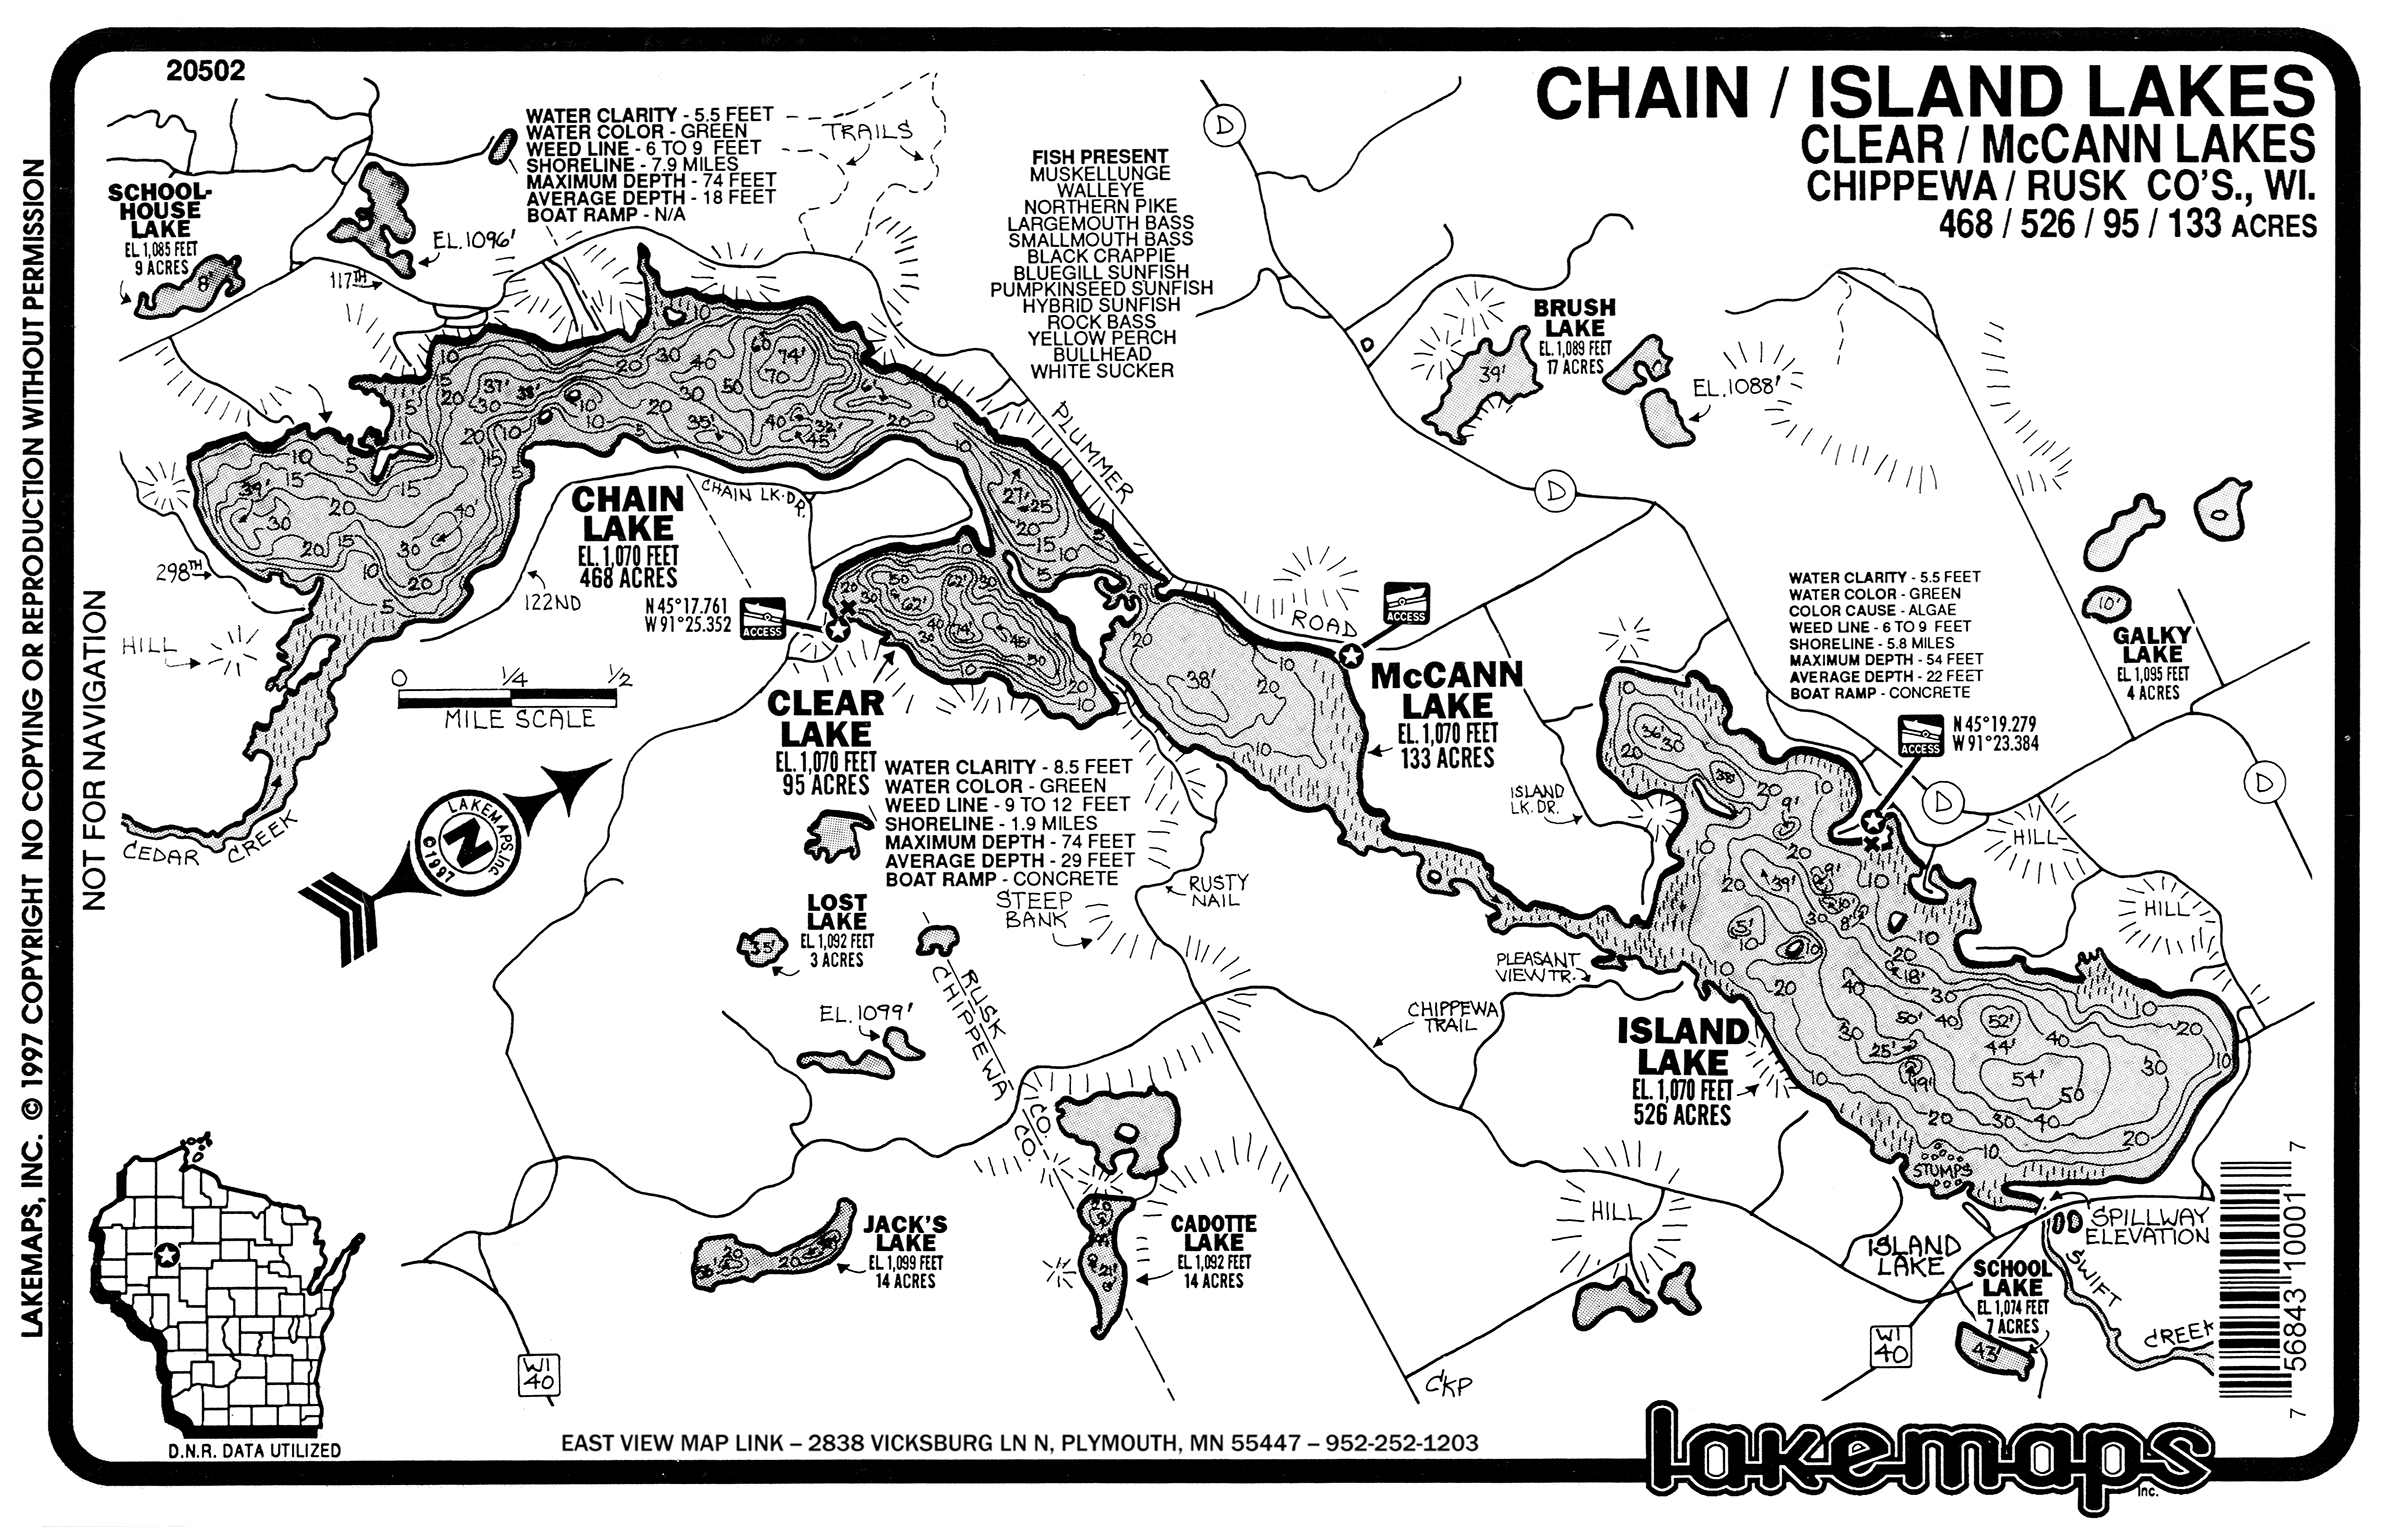 20502
CHAIN / ISLAND LAKES
CLEAR / McCANN LAKES
CHIPPEWA / RUSK CO'S., WI.
468 / 526 / 95 / 133 ACRES
LAKEMAPS, INC. © 1997 COPYRIGHT NO COPYING OR REPRODUCTION WITHOUT PERMISSION
NOT FOR NAVIGATION
WATER CLARITY - 5.5 FEET
WATER COLOR - GREEN
WEED LINE - 6 TO 9 FEET
SHORELINE - 7.9 MILES
MAXIMUM DEPTH - 74 FEET
AVERAGE DEPTH - 18 FEET
BOAT RAMP - N/A
TRAILS
FISH PRESENT
MUSKELLUNGE
WALLEYE
NORTHERN PIKE
LARGEMOUTH BASS
SMALLMOUTH BASS
BLACK CRAPPIE
BLUEGILL SUNFISH
PUMPKINSEED SUNFISH
HYBRID SUNFISH
ROCK BASS
YELLOW PERCH
BULLHEAD
WHITE SUCKER
D
SCHOOL-
HOUSE
LAKE
EL 1,085 FEET
9 ACRES
8'
EL. 1096'
117TH
BRUSH
LAKE
EL. 1,089 FEET
17 ACRES
39'
EL. 1088'
PLUMMER
ROAD
D
CHAIN
LAKE
EL. 1,070 FEET
468 ACRES
CHAIN LK. DR.
122ND
298TH
HILL
0 1/4 1/2
MILE SCALE
N 45°17.761
W 91°25.352
ACCESS
ACCESS
CLEAR
LAKE
EL. 1,070 FEET
95 ACRES
McCANN
LAKE
EL. 1,070 FEET
133 ACRES
38'
WATER CLARITY - 5.5 FEET
WATER COLOR - GREEN
COLOR CAUSE - ALGAE
WEED LINE - 6 TO 9 FEET
SHORELINE - 5.8 MILES
MAXIMUM DEPTH - 54 FEET
AVERAGE DEPTH - 22 FEET
BOAT RAMP - CONCRETE
10'
GALKY
LAKE
EL 1,095 FEET
4 ACRES
ACCESS
N 45°19.279
W 91°23.384
D
D
ISLAND
LK. DR.
HILL
HILL
WATER CLARITY - 8.5 FEET
WATER COLOR - GREEN
WEED LINE - 9 TO 12 FEET
SHORELINE - 1.9 MILES
MAXIMUM DEPTH - 74 FEET
AVERAGE DEPTH - 29 FEET
BOAT RAMP - CONCRETE
LAKEMAPS, INC.
© 1997
N
CEDAR CREEK
STEEP
BANK
RUSTY
NAIL
LOST
LAKE
EL 1,092 FEET
3 ACRES
35'
EL. 1099'
RUSK
CHIPPEWA
CO.
CO.
PLEASANT
VIEW TR.
CHIPPEWA
TRAIL
ISLAND
LAKE
EL. 1,070 FEET
526 ACRES
52'
44'
54'
STUMPS
SPILLWAY
ELEVATION
SWIFT
CREEK
HILL
ISLAND
LAKE
SCHOOL
LAKE
EL 1,074 FEET
7 ACRES
43'
JACK'S
LAKE
EL 1,099 FEET
14 ACRES
CADOTTE
LAKE
EL 1,092 FEET
14 ACRES
WI
40
WI
40
CKP
7 56843 10001 7
D.N.R. DATA UTILIZED
EAST VIEW MAP LINK – 2838 VICKSBURG LN N, PLYMOUTH, MN 55447 – 952-252-1203
lakemaps
Inc.